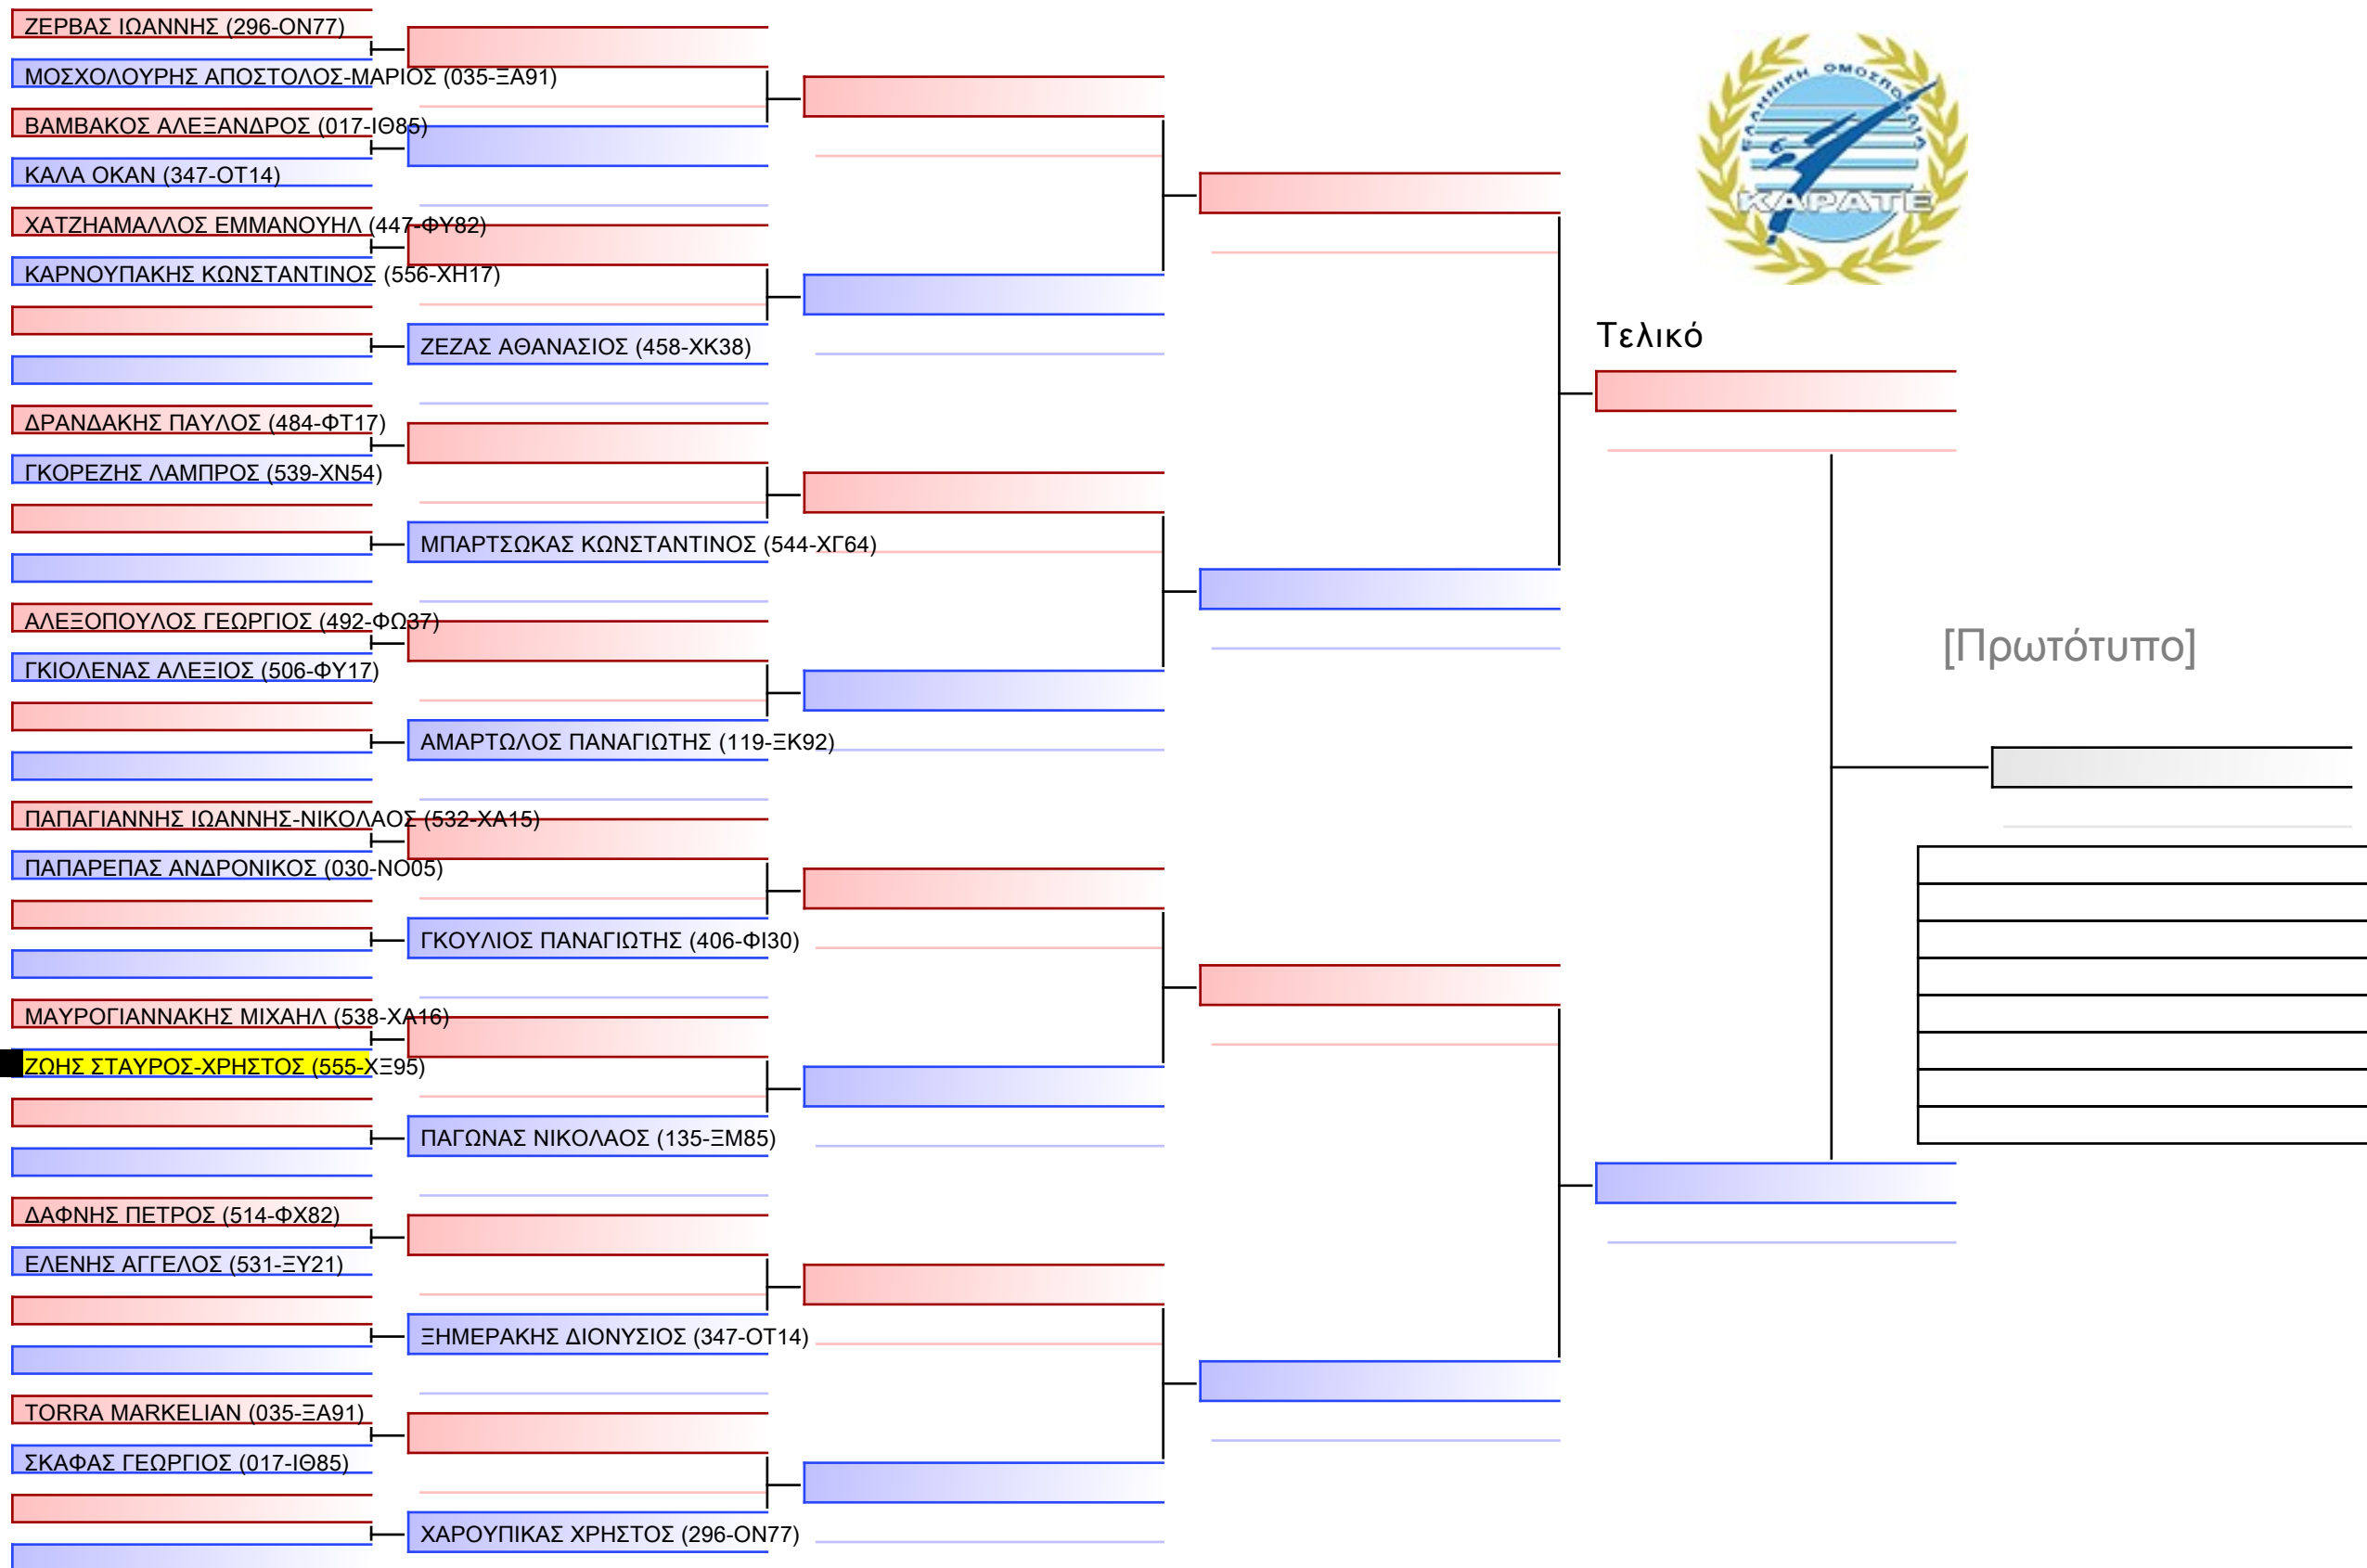 ΖΕΡΒΑΣ ΙΩΑΝΝΗΣ (296-ΟΝ77)
ΜΟΣΧΟΛΟΥΡΗΣ ΑΠΟΣΤΟΛΟΣ-ΜΑΡΙΟΣ (035-ΞΑ91)
ΒΑΜΒΑΚΟΣ ΑΛΕΞΑΝΔΡΟΣ (017-ΙΘ85)
ΚΑΛΑ ΟΚΑΝ (347-ΟΤ14)
ΧΑΤΖΗΑΜΑΛΛΟΣ ΕΜΜΑΝΟΥΗΛ (447-ΦΥ82)
ΚΑΡΝΟΥΠΑΚΗΣ ΚΩΝΣΤΑΝΤΙΝΟΣ (556-ΧΗ17)
ΖΕΖΑΣ ΑΘΑΝΑΣΙΟΣ (458-ΧΚ38)
ΔΡΑΝΔΑΚΗΣ ΠΑΥΛΟΣ (484-ΦΤ17)
ΓΚΟΡΕΖΗΣ ΛΑΜΠΡΟΣ (539-ΧΝ54)
ΜΠΑΡΤΣΩΚΑΣ ΚΩΝΣΤΑΝΤΙΝΟΣ (544-ΧΓ64)
ΑΛΕΞΟΠΟΥΛΟΣ ΓΕΩΡΓΙΟΣ (492-ΦΩ37)
ΓΚΙΟΛΕΝΑΣ ΑΛΕΞΙΟΣ (506-ΦΥ17)
ΑΜΑΡΤΩΛΟΣ ΠΑΝΑΓΙΩΤΗΣ (119-ΞΚ92)
ΠΑΠΑΓΙΑΝΝΗΣ ΙΩΑΝΝΗΣ-ΝΙΚΟΛΑΟΣ (532-ΧΑ15)
ΠΑΠΑΡΕΠΑΣ ΑΝΔΡΟΝΙΚΟΣ (030-ΝΟ05)
ΓΚΟΥΛΙΟΣ ΠΑΝΑΓΙΩΤΗΣ (406-ΦΙ30)
ΜΑΥΡΟΓΙΑΝΝΑΚΗΣ ΜΙΧΑΗΛ (538-ΧΑ16)
ΖΩΗΣ ΣΤΑΥΡΟΣ-ΧΡΗΣΤΟΣ (555-ΧΞ95)
ΠΑΓΩΝΑΣ ΝΙΚΟΛΑΟΣ (135-ΞΜ85)
ΔΑΦΝΗΣ ΠΕΤΡΟΣ (514-ΦΧ82)
ΕΛΕΝΗΣ ΑΓΓΕΛΟΣ (531-ΞΥ21)
ΞΗΜΕΡΑΚΗΣ ΔΙΟΝΥΣΙΟΣ (347-ΟΤ14)
TORRA MARKELIAN (035-ΞΑ91)
ΣΚΑΦΑΣ ΓΕΩΡΓΙΟΣ (017-ΙΘ85)
ΧΑΡΟΥΠΙΚΑΣ ΧΡΗΣΤΟΣ (296-ΟΝ77)
ΕΛΛΗΝΙΚΗ ΟΜΟΣΠΟΝΔΙΑ
ΚΑΡΑΤΕ
Τελικό
[Πρωτότυπο]